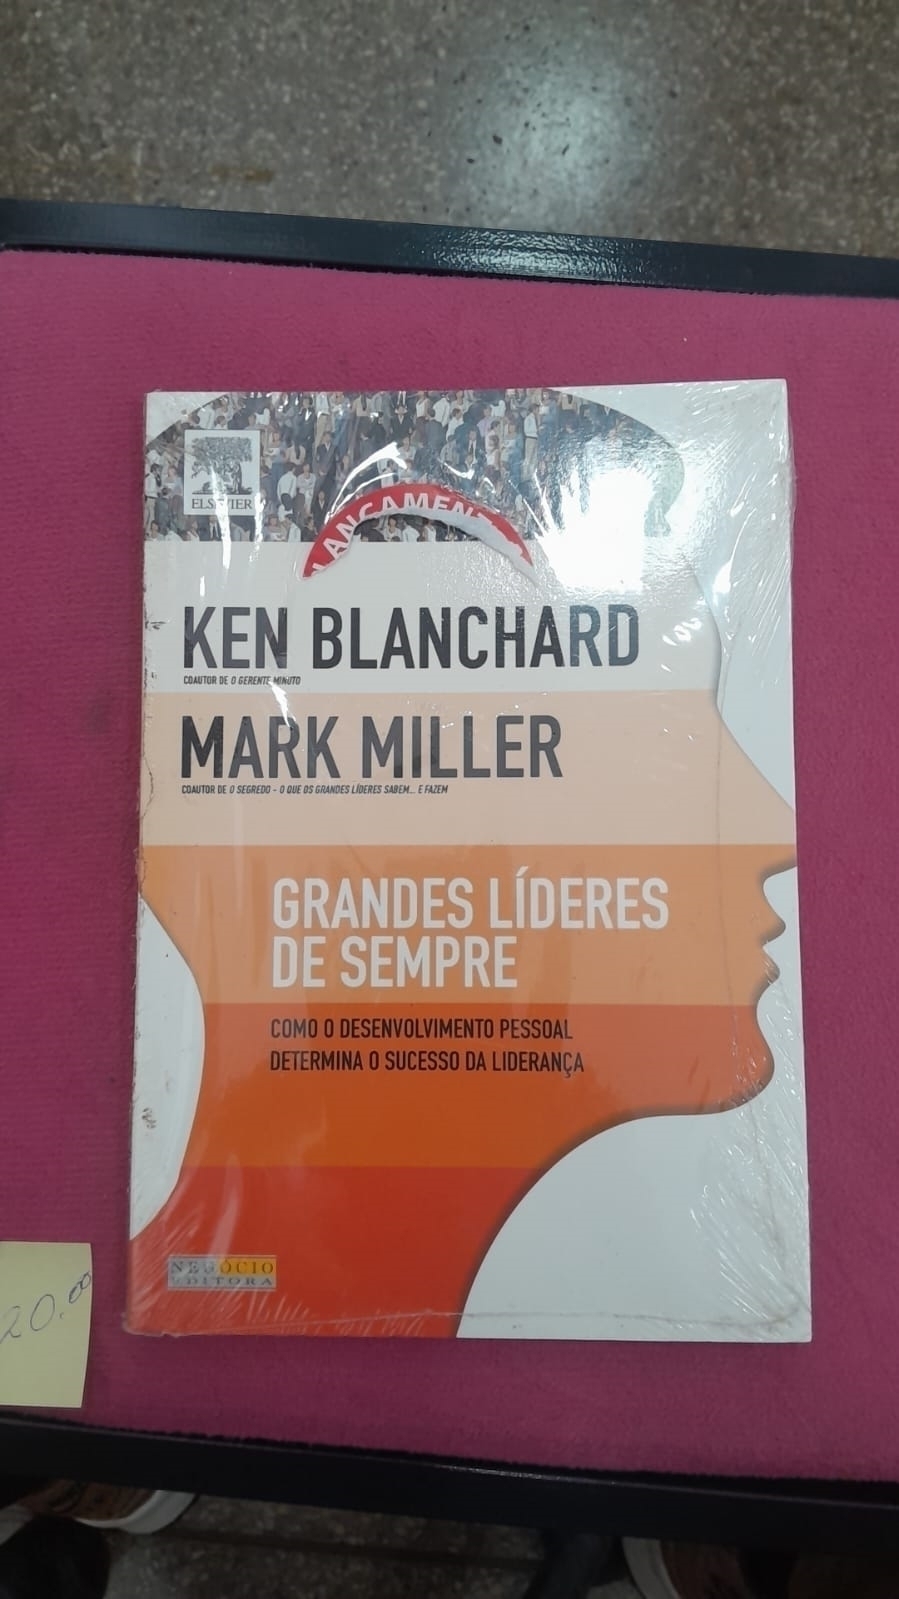 ELSEVIER
LANÇAMENT
KEN BLANCHARD
COAUTOR DE O GERENTE MINUTO
MARK MILLER
COAUTOR DE O SEGREDO - O QUE OS GRANDES LÍDERES SABEM... E FAZEM
GRANDES LÍDERES
DE SEMPRE
COMO O DESENVOLVIMENTO PESSOAL
DETERMINA O SUCESSO DA LIDERANÇA
NEGÓCIO
EDITORA
20,00